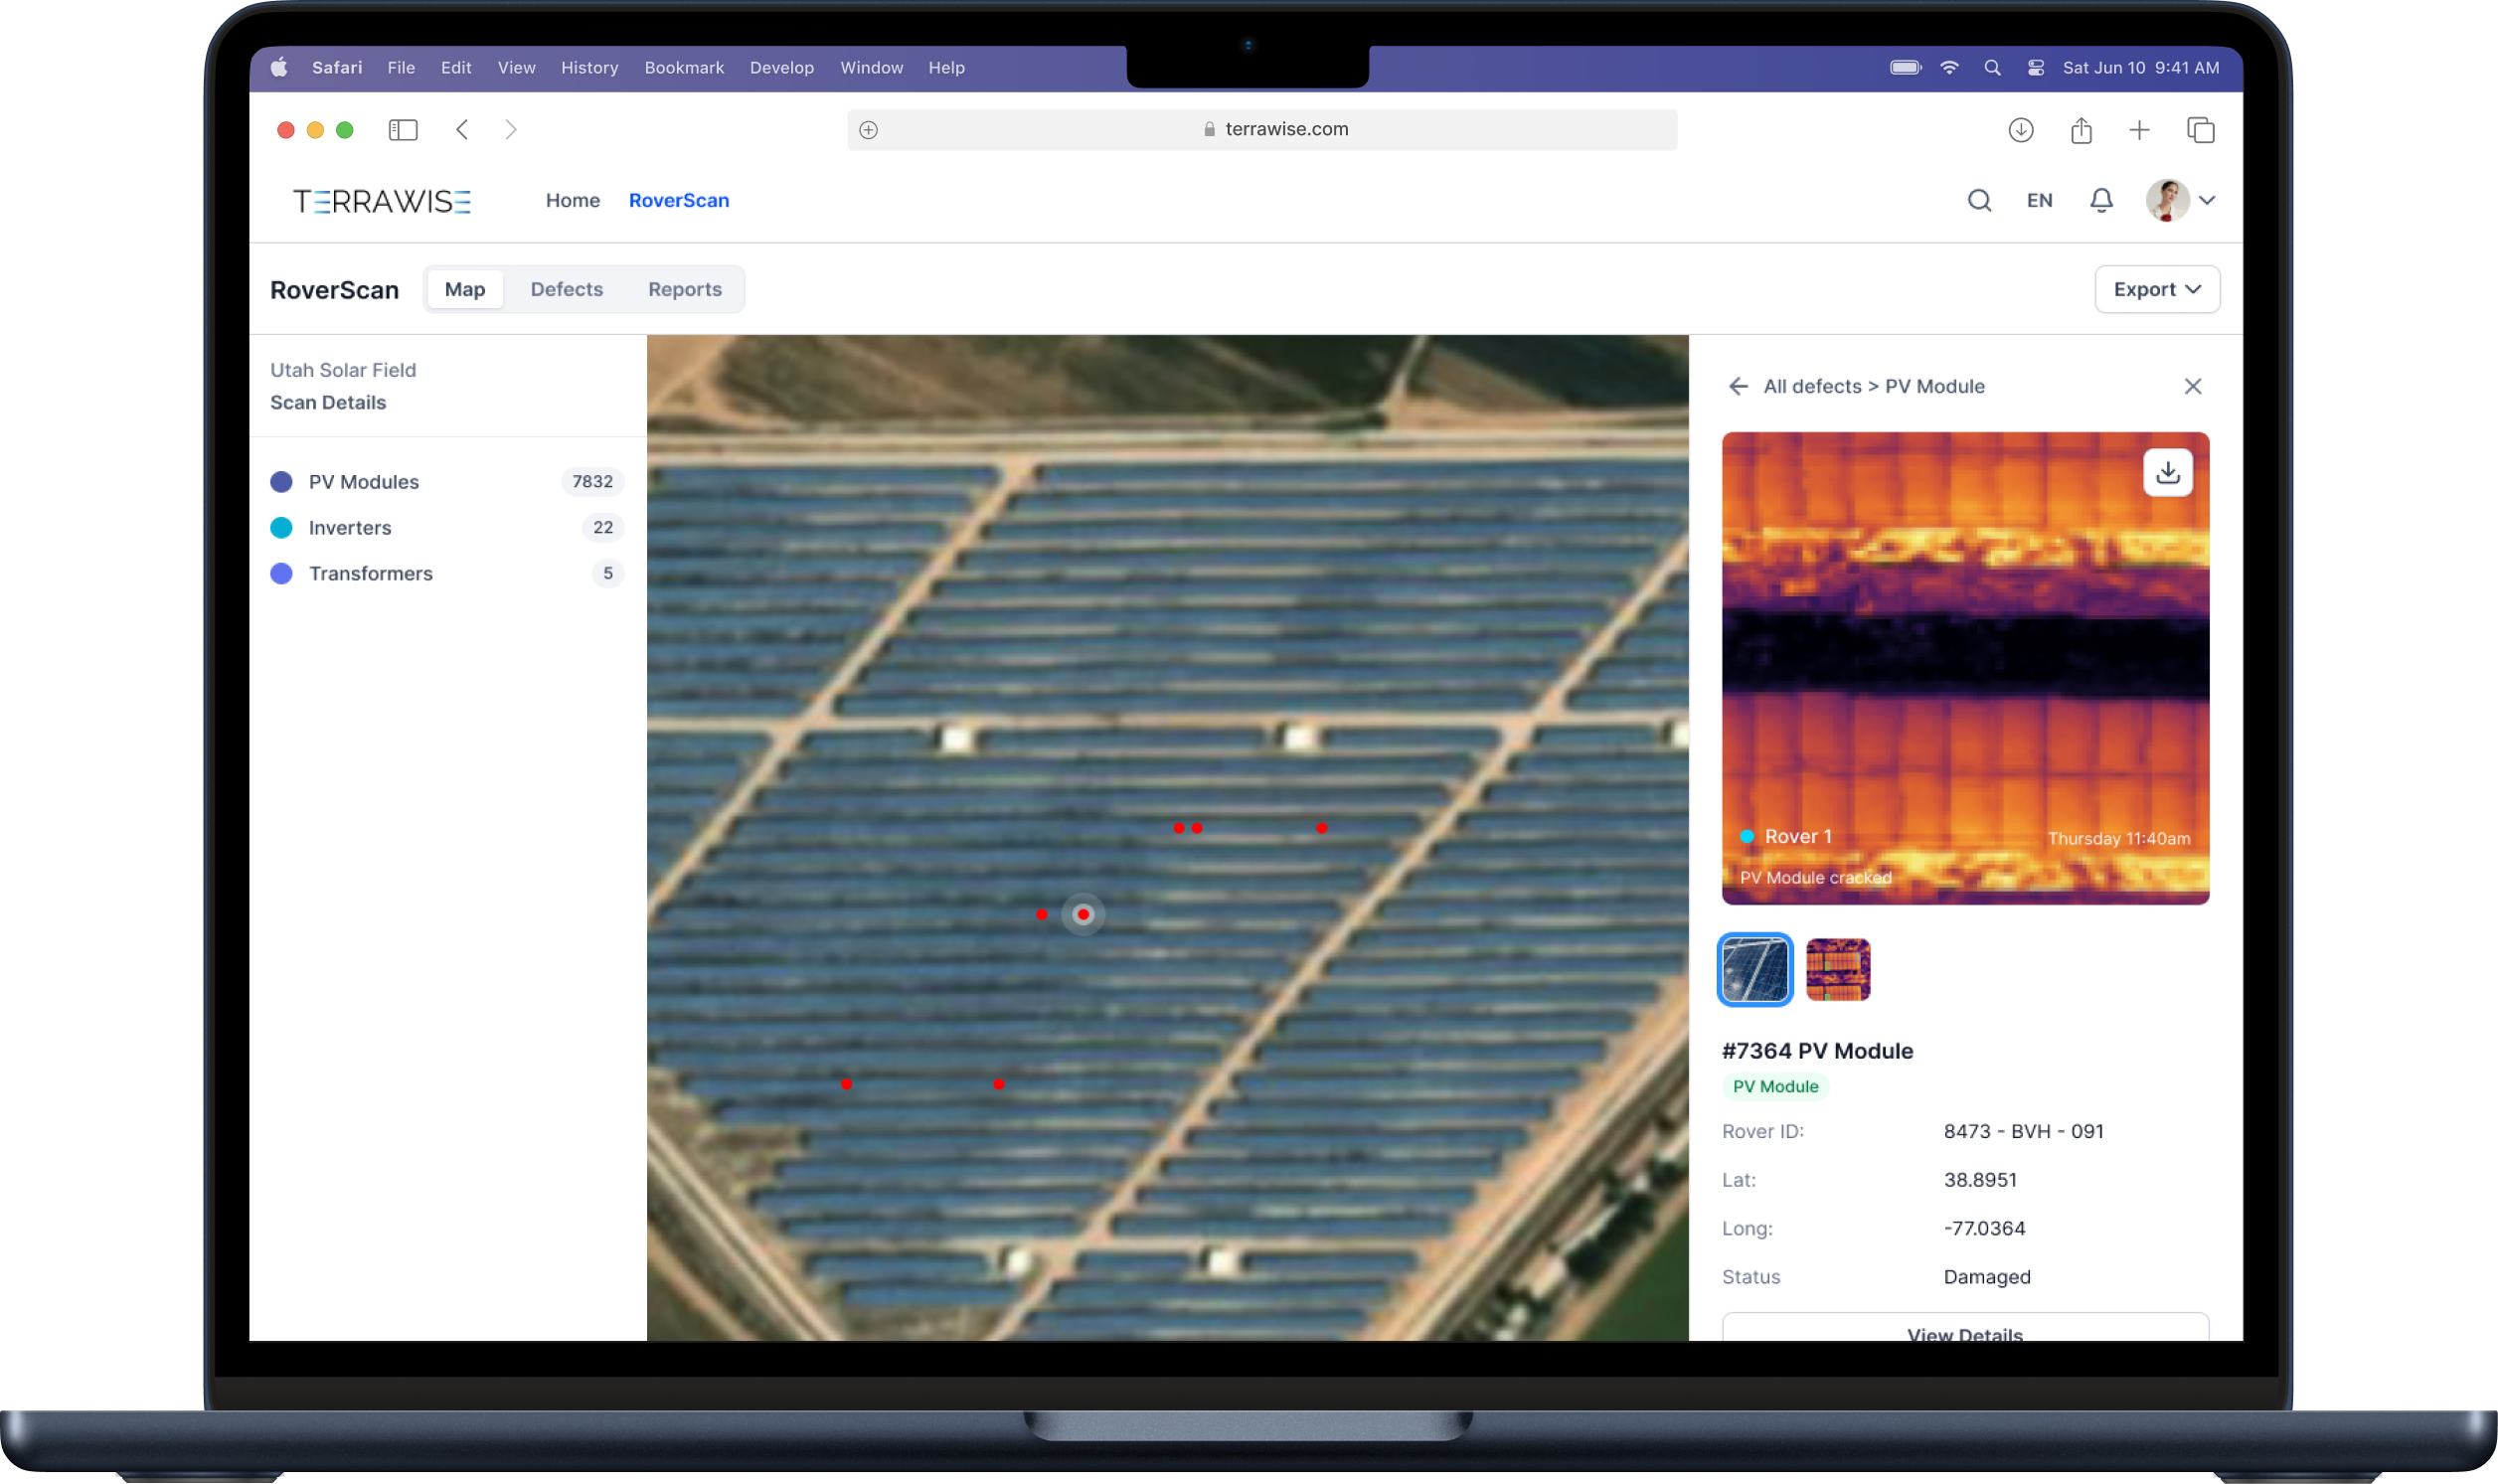 Safari File Edit View History Bookmark Develop Window Help Sat Jun 10 9:41 AM
terrawise.com
TERRAWISE Home RoverScan EN
RoverScan Map Defects Reports Export
Utah Solar Field
Scan Details
PV Modules 7832
Inverters 22
Transformers 5
All defects > PV Module
Rover 1 Thursday 11:40am
PV Module cracked
#7364 PV Module
PV Module
Rover ID: 8473 - BVH - 091
Lat: 38.8951
Long: -77.0364
Status Damaged
View Details